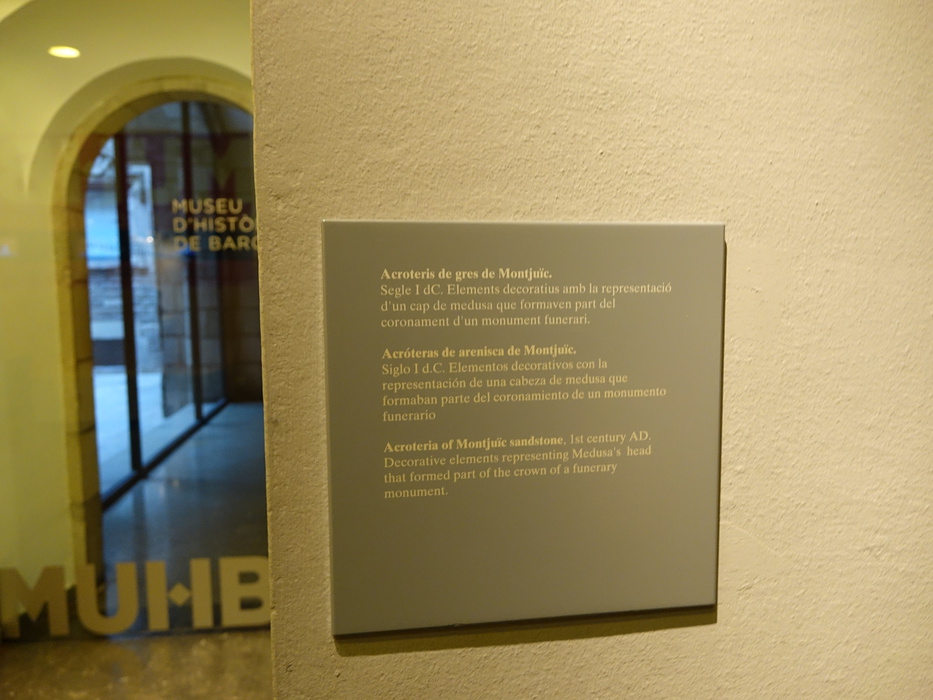 MUSEU
D'HISTÒ
DE BARC
MUHB
Acroteris de gres de Montjuïc.
Segle I dC. Elements decoratius amb la representació
d'un cap de medusa que formaven part del
coronament d'un monument funerari.
Acróteras de arenisca de Montjuïc.
Siglo I d.C. Elementos decorativos con la
representación de una cabeza de medusa que
formaban parte del coronamiento de un monumento
funerario
Acroteria of Montjuïc sandstone, 1st century AD.
Decorative elements representing Medusa's head
that formed part of the crown of a funerary
monument.